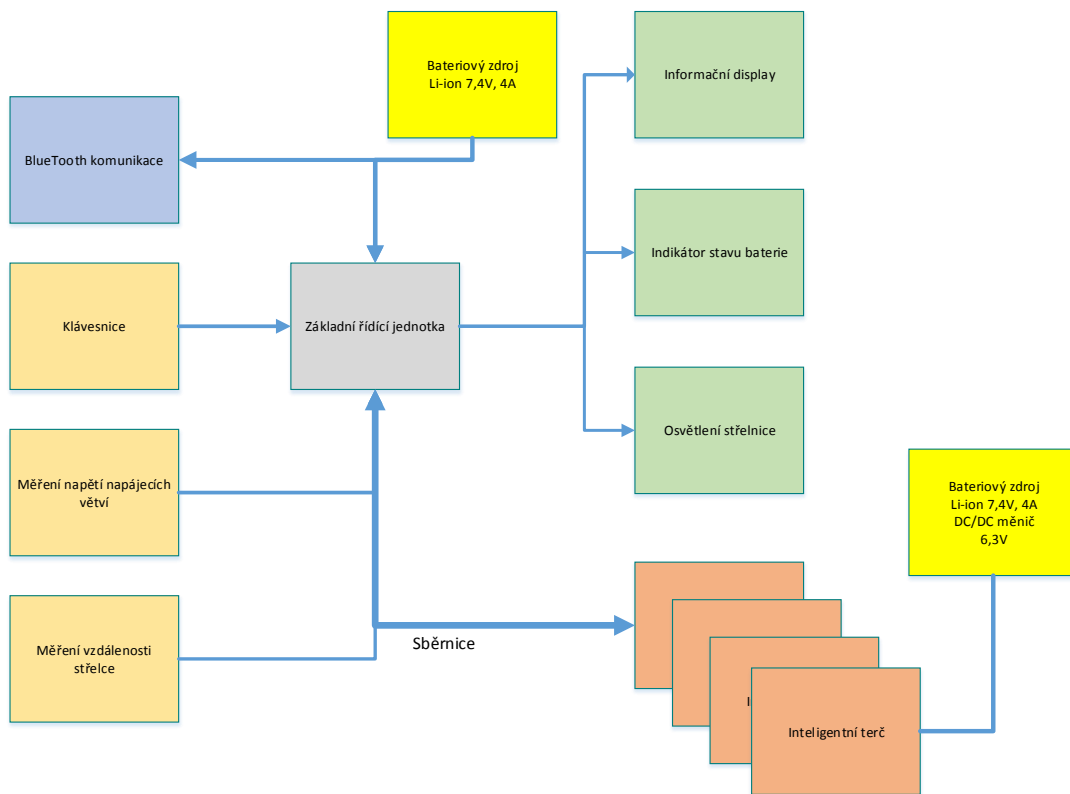 Bateriový zdroj
Li-ion 7,4V, 4A
Informační display
BlueTooth komunikace
Indikátor stavu baterie
Klávesnice
Základní řídící jednotka
Osvětlení střelnice
Měření napětí napájecích
větví
Bateriový zdroj
Li-ion 7,4V, 4A
DC/DC měnič
6,3V
Měření vzdálenosti
střelce
Sběrnice
Inteligentní terč